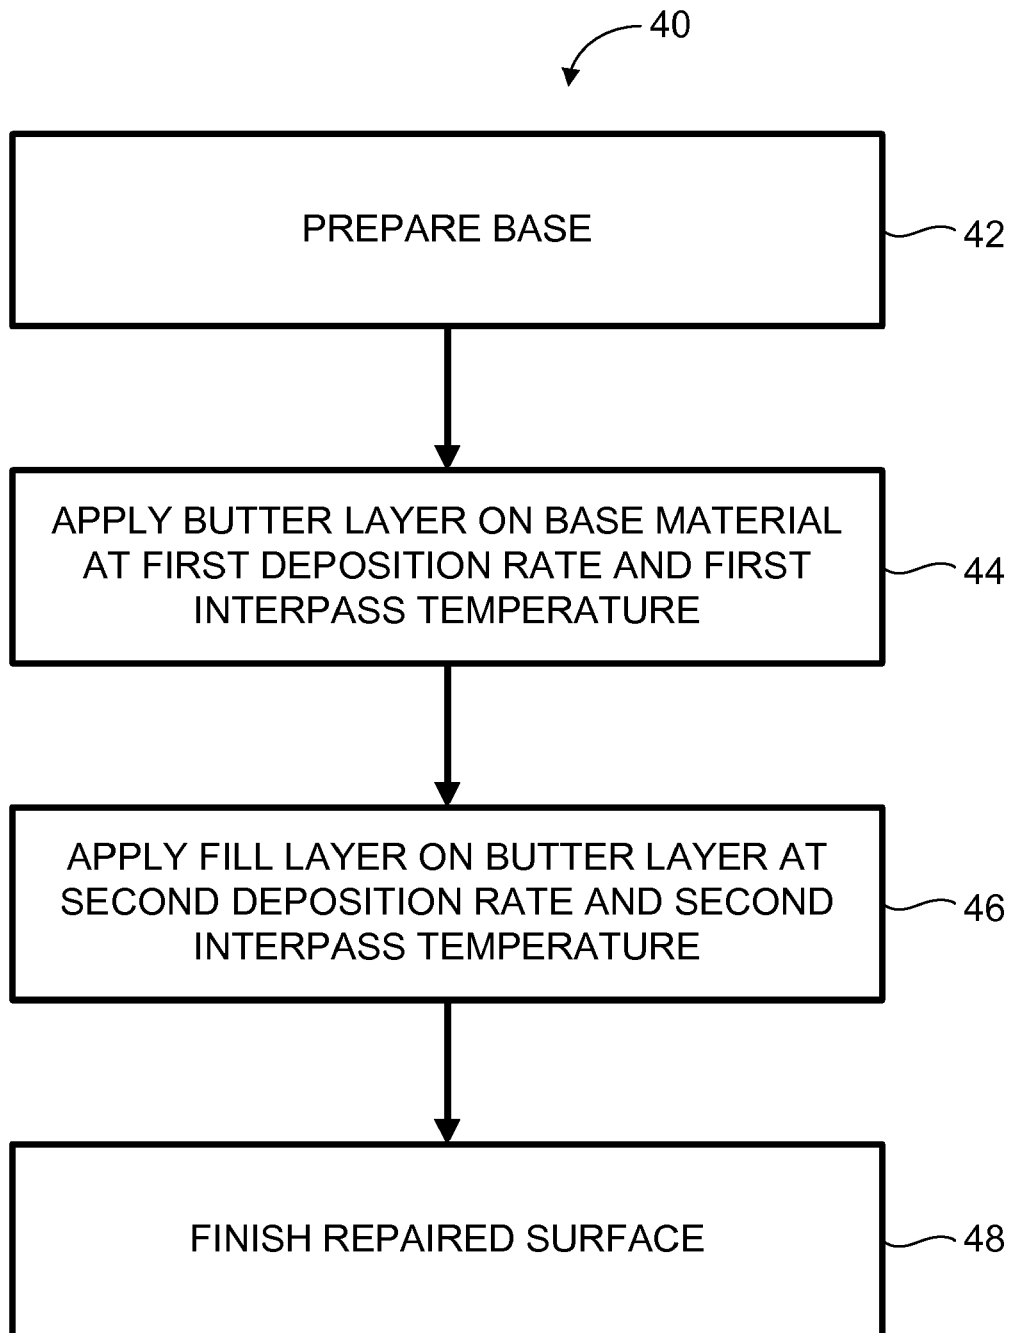 40
PREPARE BASE
42
APPLY BUTTER LAYER ON BASE MATERIAL
AT FIRST DEPOSITION RATE AND FIRST
INTERPASS TEMPERATURE
44
APPLY FILL LAYER ON BUTTER LAYER AT
SECOND DEPOSITION RATE AND SECOND
INTERPASS TEMPERATURE
46
FINISH REPAIRED SURFACE
48